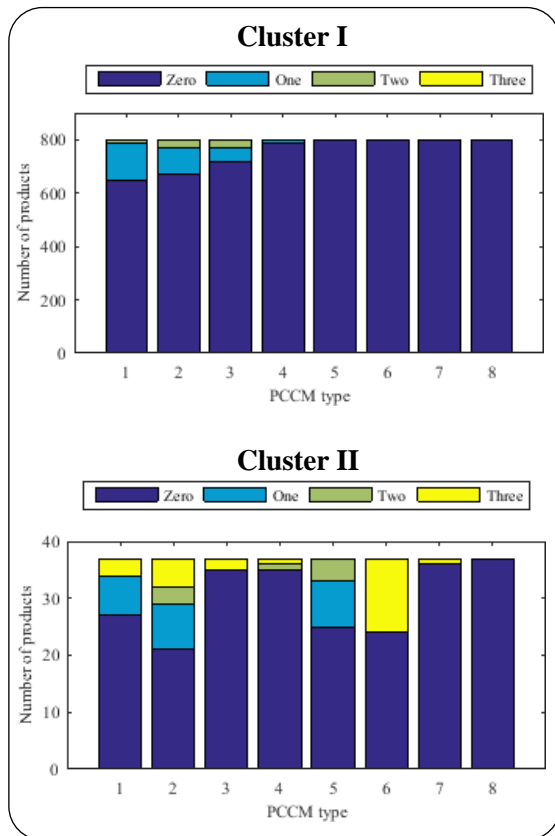 Cluster I
Zero One Two Three
800
600
400
200
0
Number of products
1 2 3 4 5 6 7 8
PCCM type
Cluster II
Zero One Two Three
40
30
20
10
0
Number of products
1 2 3 4 5 6 7 8
PCCM type